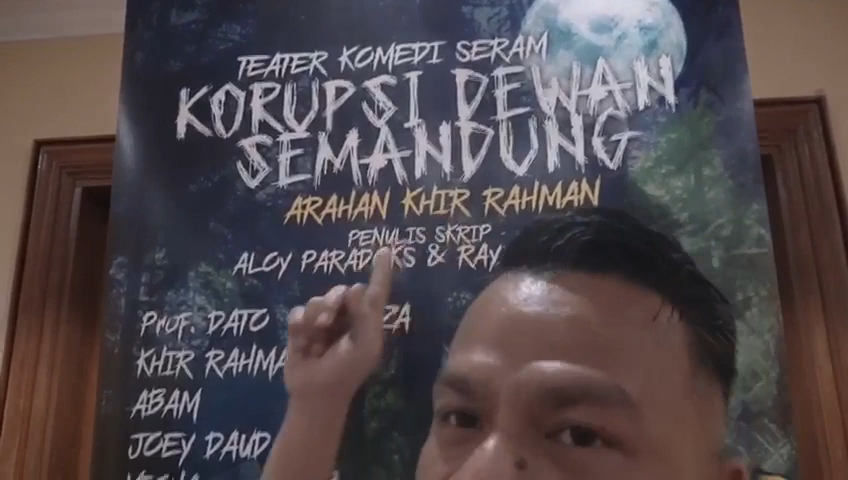 TEATER KOMEDI SERAM
KORUPSI DEWAN
SEMANDUNG
ARAHAN KHIR RAHMAN
PENULIS SKRIP
ALOY PARADOKS & RAY
PROF. DATO
KHIR RAHMA
ABAM
JOEY DAUD